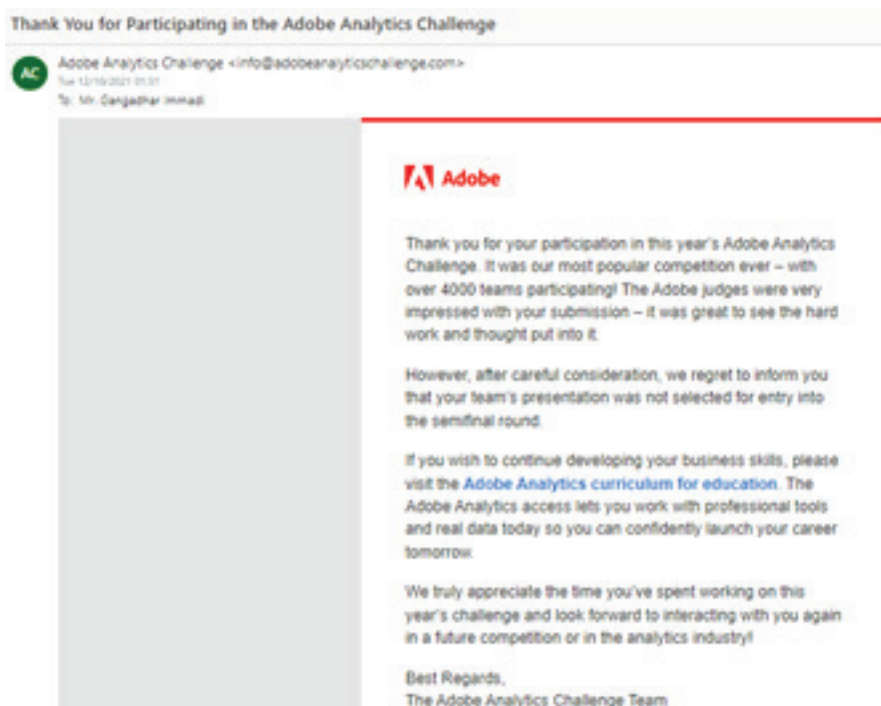 Thank You for Participating in the Adobe Analytics Challenge
AC
Adobe Analytics Challenge <info@adobeanalyticschallenge.com>
To: Mr. Gangadhar Immadi
Adobe
Thank you for your participation in this year's Adobe Analytics
Challenge. It was our most popular competition ever – with
over 4000 teams participating! The Adobe judges were very
impressed with your submission – it was great to see the hard
work and thought put into it.
However, after careful consideration, we regret to inform you
that your team's presentation was not selected for entry into
the semifinal round.
If you wish to continue developing your business skills, please
visit the Adobe Analytics curriculum for education. The
Adobe Analytics access lets you work with professional tools
and real data today so you can confidently launch your career
tomorrow.
We truly appreciate the time you've spent working on this
year's challenge and look forward to interacting with you again
in a future competition or in the analytics industry!
Best Regards,
The Adobe Analytics Challenge Team